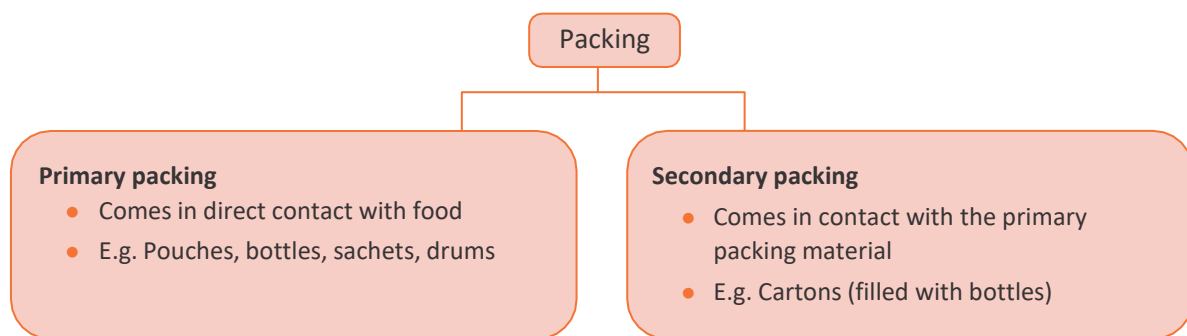 Packing
Primary packing
● Comes in direct contact with food
● E.g. Pouches, bottles, sachets, drums
Secondary packing
● Comes in contact with the primary
packing material
● E.g. Cartons (filled with bottles)